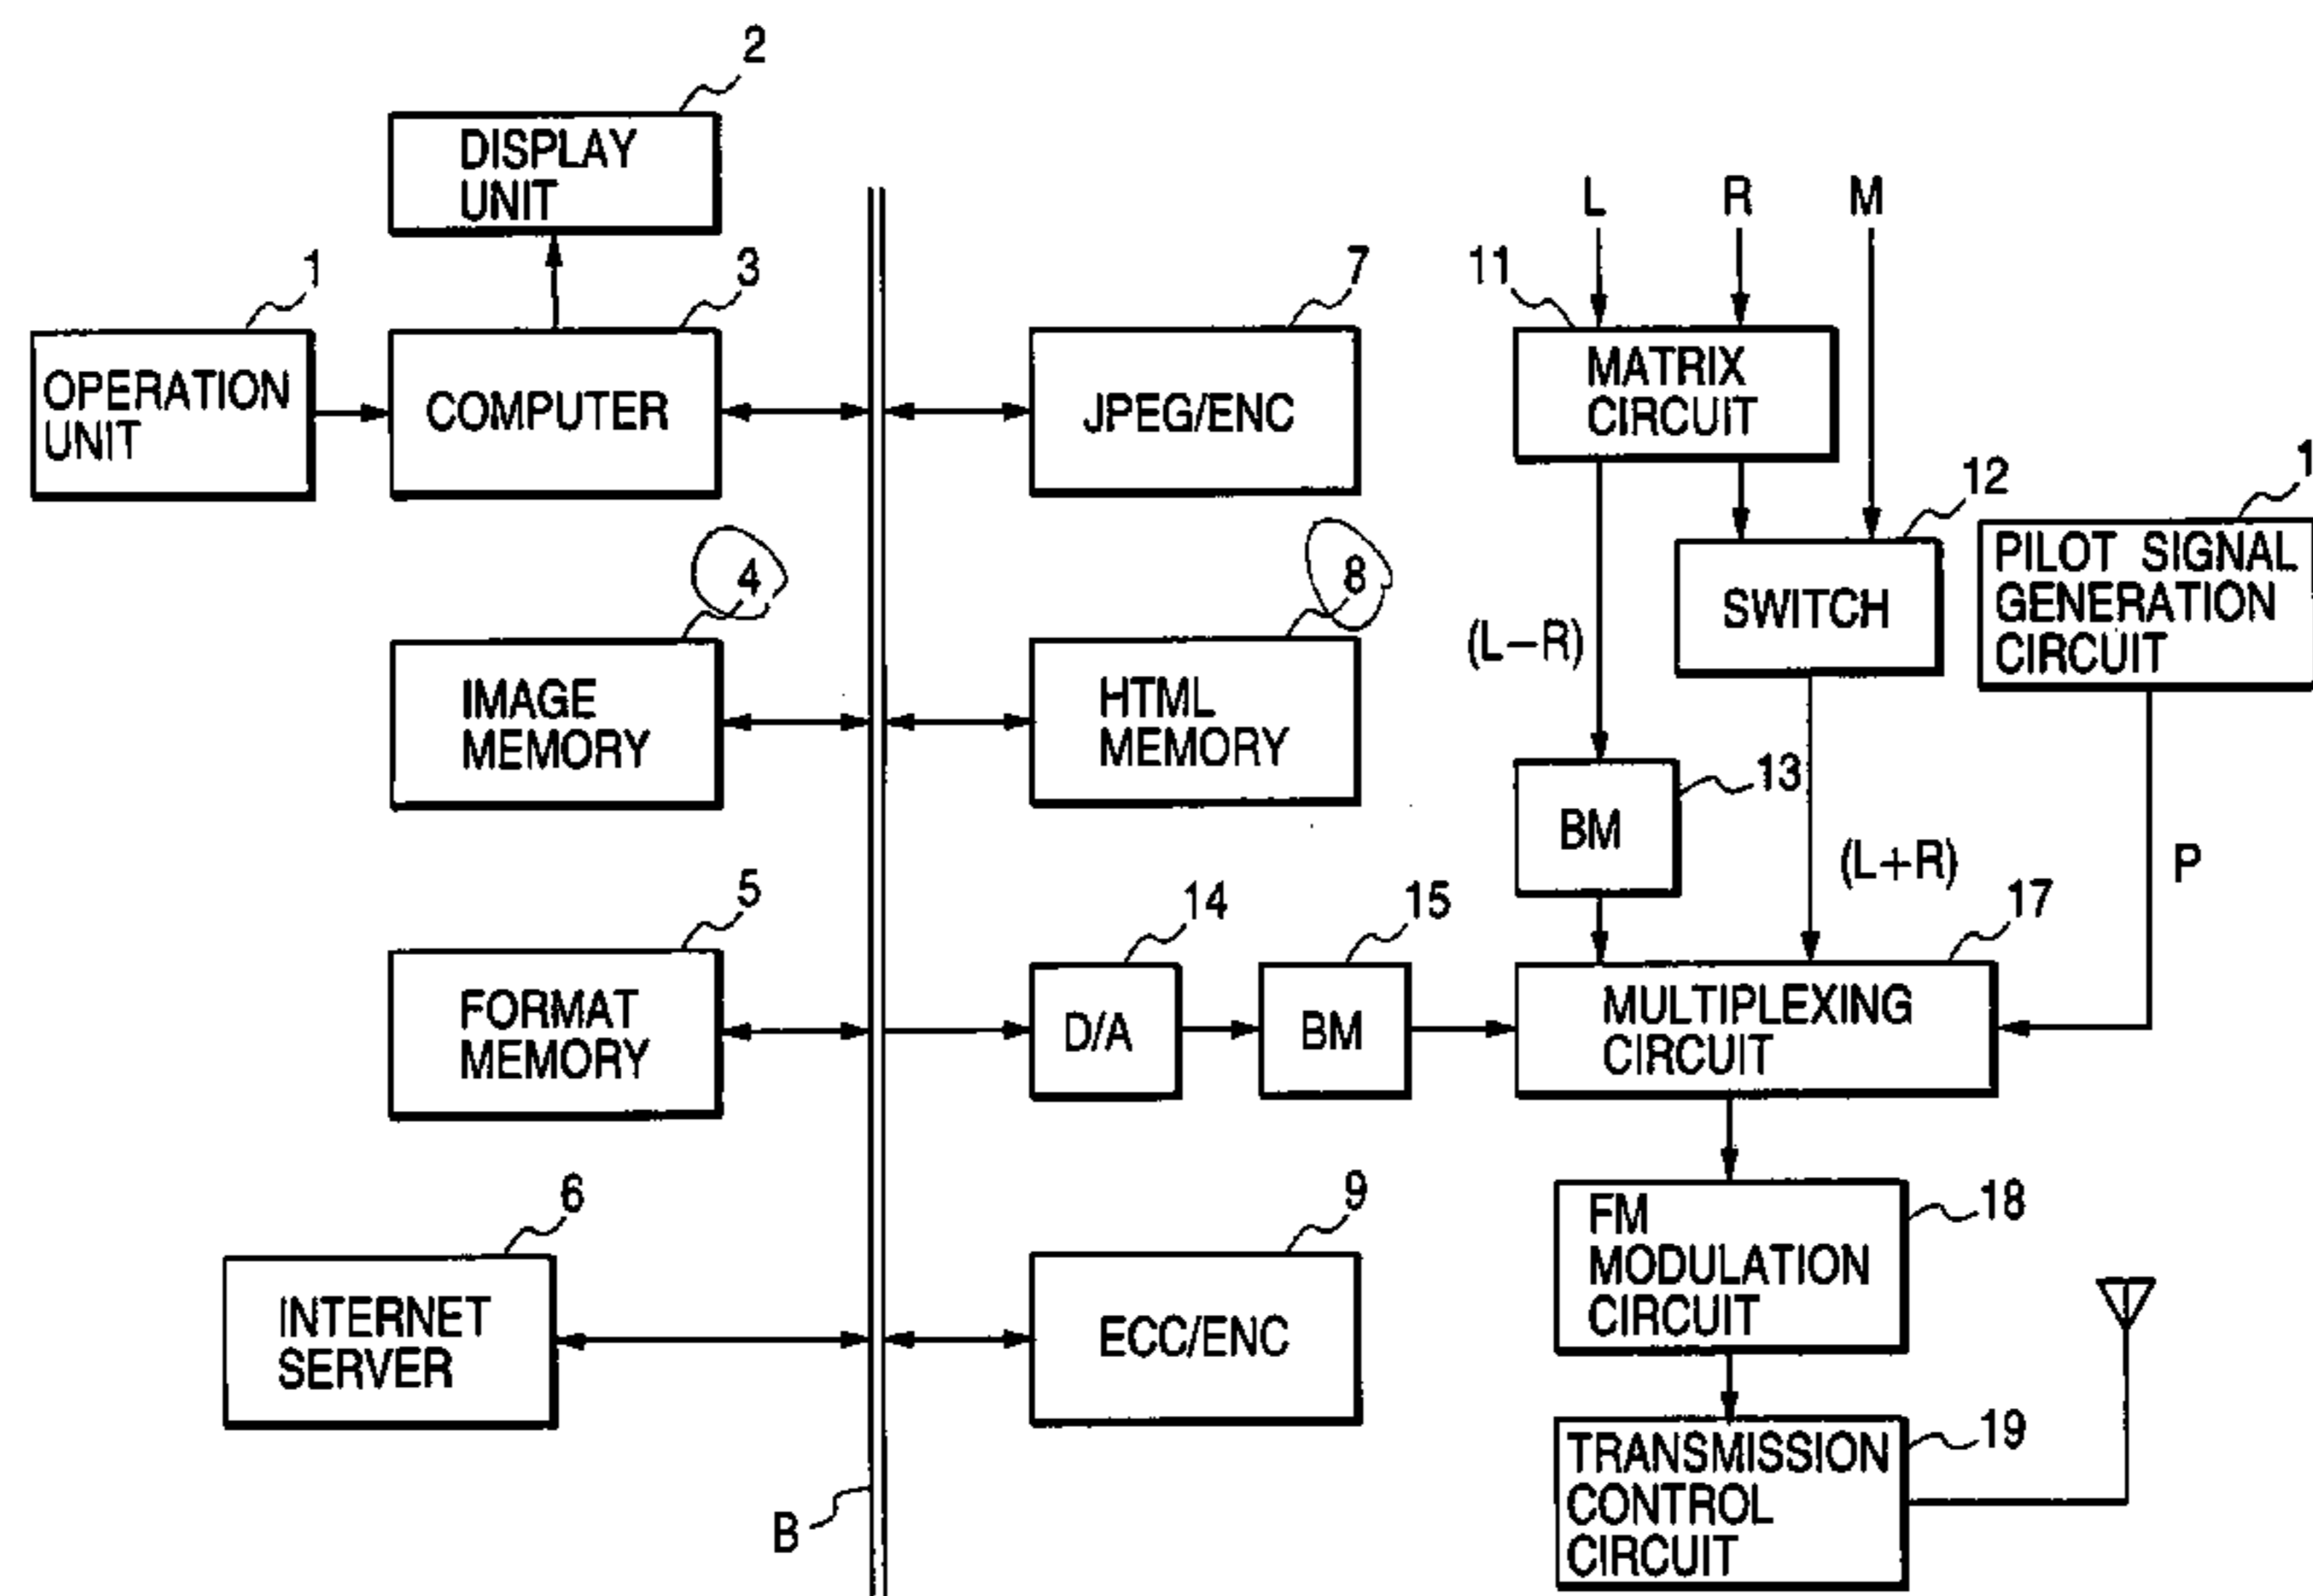 2
DISPLAY
UNIT
1
OPERATION
UNIT
3
COMPUTER
4
IMAGE
MEMORY
5
FORMAT
MEMORY
6
INTERNET
SERVER
B
7
JPEG/ENC
8
HTML
MEMORY
14
D/A
15
BM
9
ECC/ENC
L R M
11
MATRIX
CIRCUIT
12
SWITCH
1
PILOT SIGNAL
GENERATION
CIRCUIT
(L−R)
13
BM
(L+R)
P
17
MULTIPLEXING
CIRCUIT
18
FM
MODULATION
CIRCUIT
19
TRANSMISSION
CONTROL
CIRCUIT